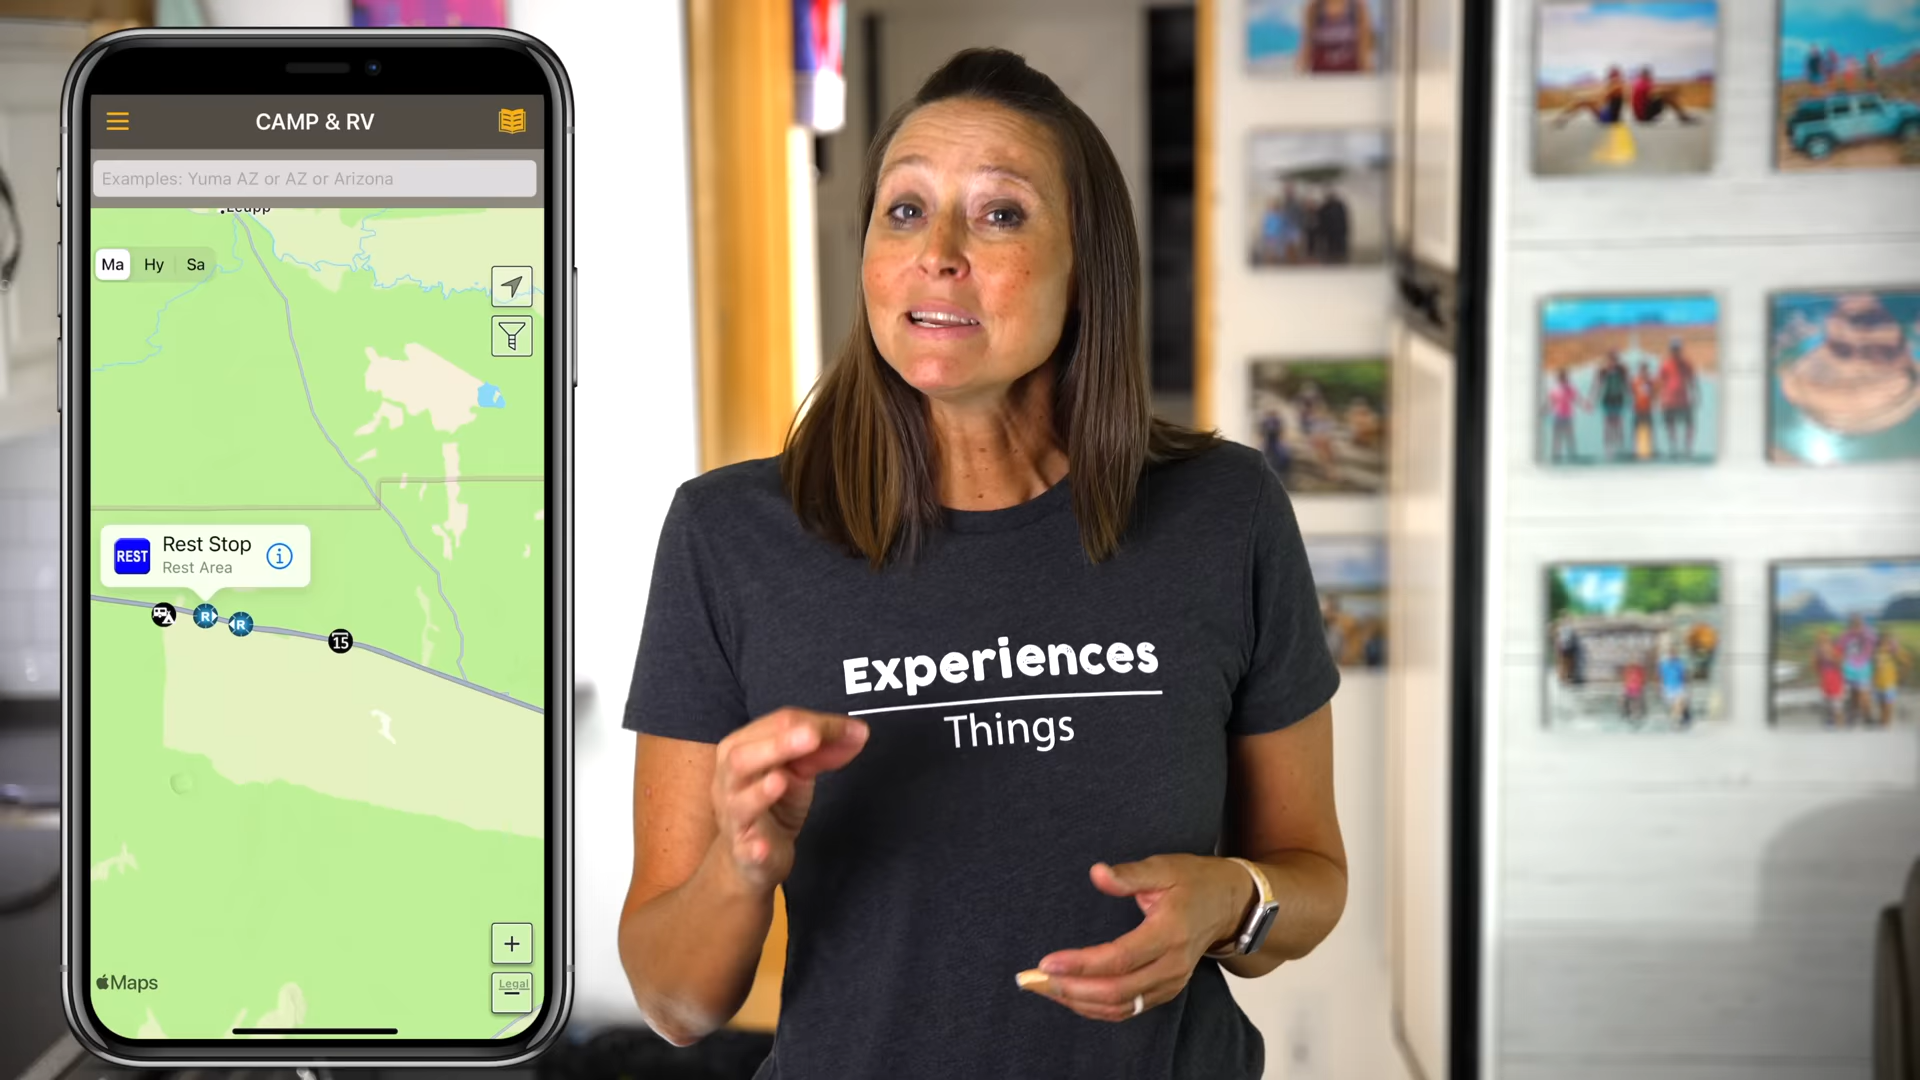 CAMP & RV
Examples: Yuma AZ or AZ or Arizona
Leupp
Ma Hy Sa
REST
Rest Stop
Rest Area
R
R
15
+
Maps
Legal
Experiences
Things